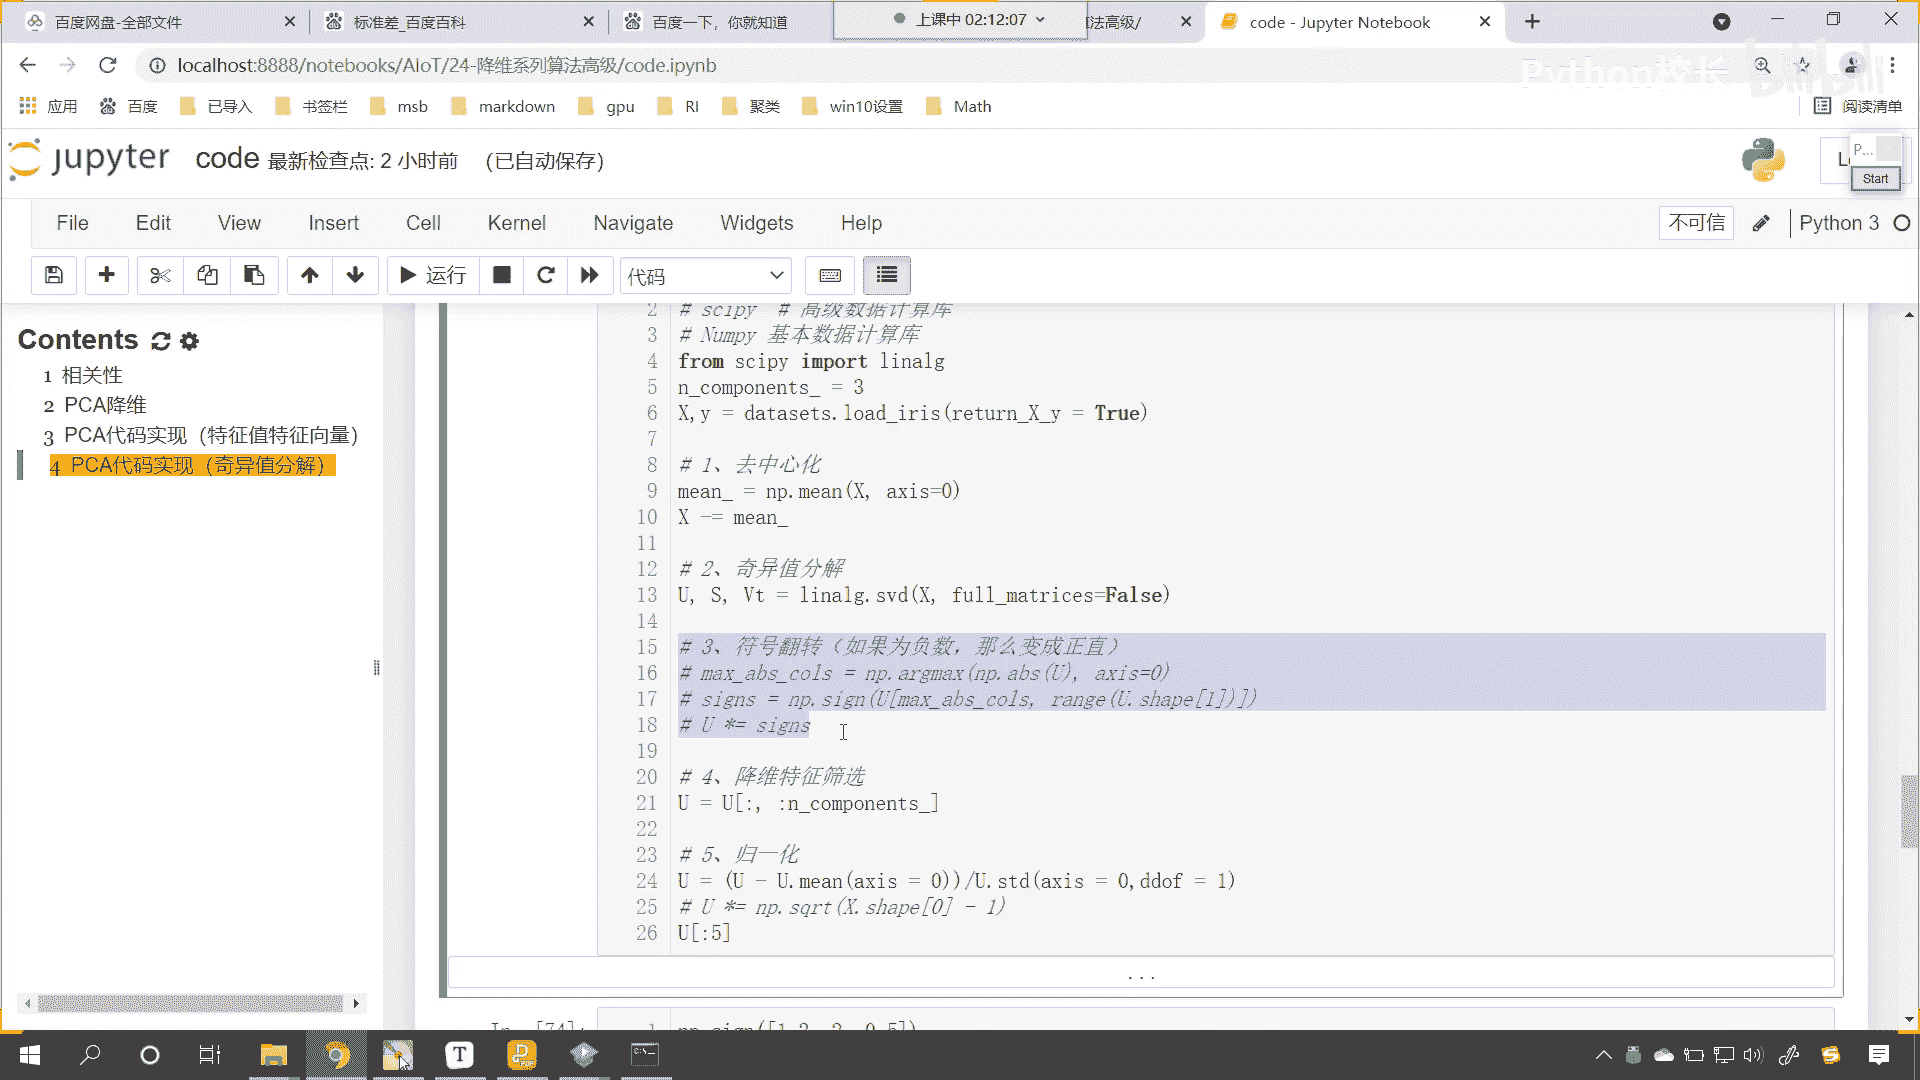 百度网盘-全部文件
标准差_百度百科
百度一下，你就知道
上课中 02:12:07
法高级/
code - Jupyter Notebook
localhost:8888/notebooks/AIoT/24-降维系列算法高级/code.ipynb
Python校长
bilibili
应用
百度
已导入
书签栏
msb
markdown
gpu
RI
聚类
win10设置
Math
阅读清单
jupyter
code 最新检查点: 2 小时前 (已自动保存)
P...
Start
File
Edit
View
Insert
Cell
Kernel
Navigate
Widgets
Help
不可信
Python 3
运行
代码
Contents
1 相关性
2 PCA降维
3 PCA代码实现（特征值特征向量）
4 PCA代码实现（奇异值分解）
2 # scipy # 高级数据计算库
3 # Numpy 基本数据计算库
4 from scipy import linalg
5 n_components_ = 3
6 X,y = datasets.load_iris(return_X_y = True)
7
8 # 1、去中心化
9 mean_ = np.mean(X, axis=0)
10 X -= mean_
11
12 # 2、奇异值分解
13 U, S, Vt = linalg.svd(X, full_matrices=False)
14
15 # 3、符号翻转（如果为负数，那么变成正直）
16 # max_abs_cols = np.argmax(np.abs(U), axis=0)
17 # signs = np.sign(U[max_abs_cols, range(U.shape[1])])
18 # U *= signs
19
20 # 4、降维特征筛选
21 U = U[:, :n_components_]
22
23 # 5、归一化
24 U = (U - U.mean(axis = 0))/U.std(axis = 0,ddof = 1)
25 # U *= np.sqrt(X.shape[0] - 1)
26 U[:5]
...
In [74]: